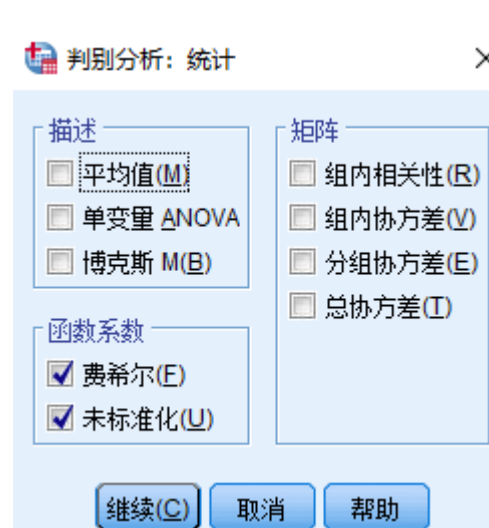 判别分析：统计
描述
平均值(M)
单变量 ANOVA
博克斯 M(B)
函数系数
费希尔(F)
未标准化(U)
矩阵
组内相关性(R)
组内协方差(V)
分组协方差(E)
总协方差(T)
继续(C)
取消
帮助